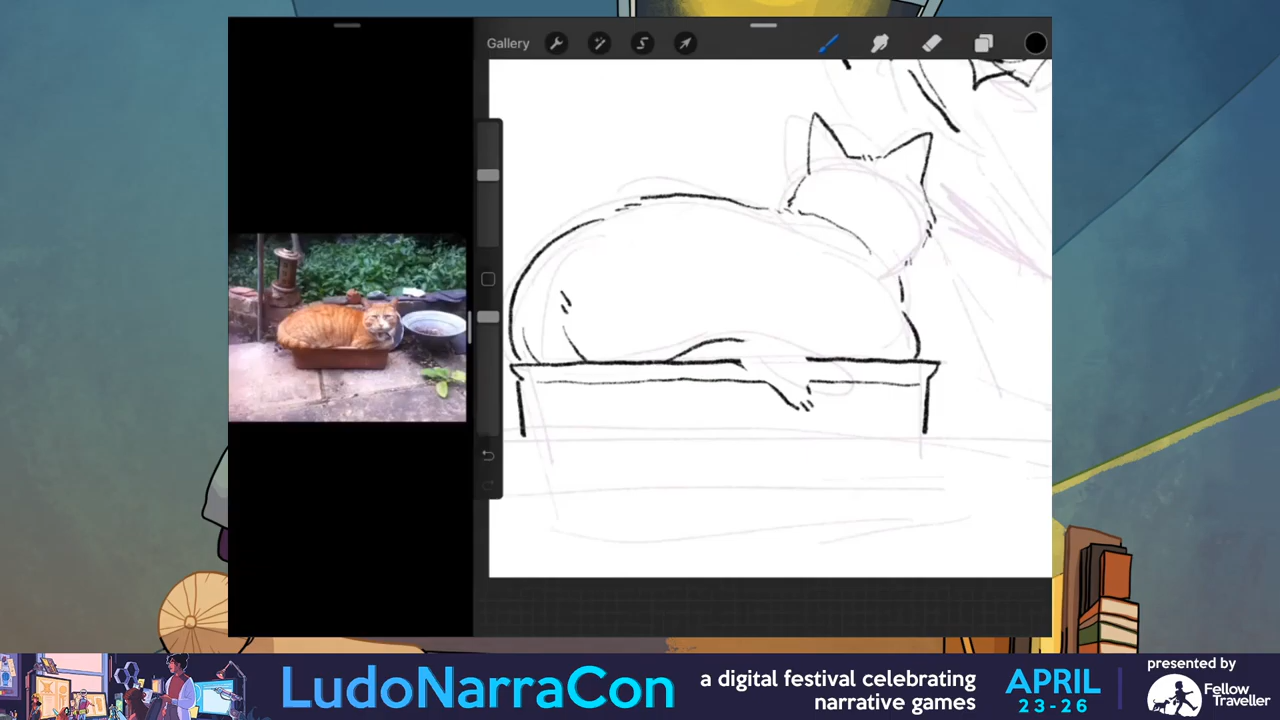 Gallery
LudoNarraCon
a digital festival celebrating
narrative games
APRIL
23-26
presented by
Fellow
Traveller